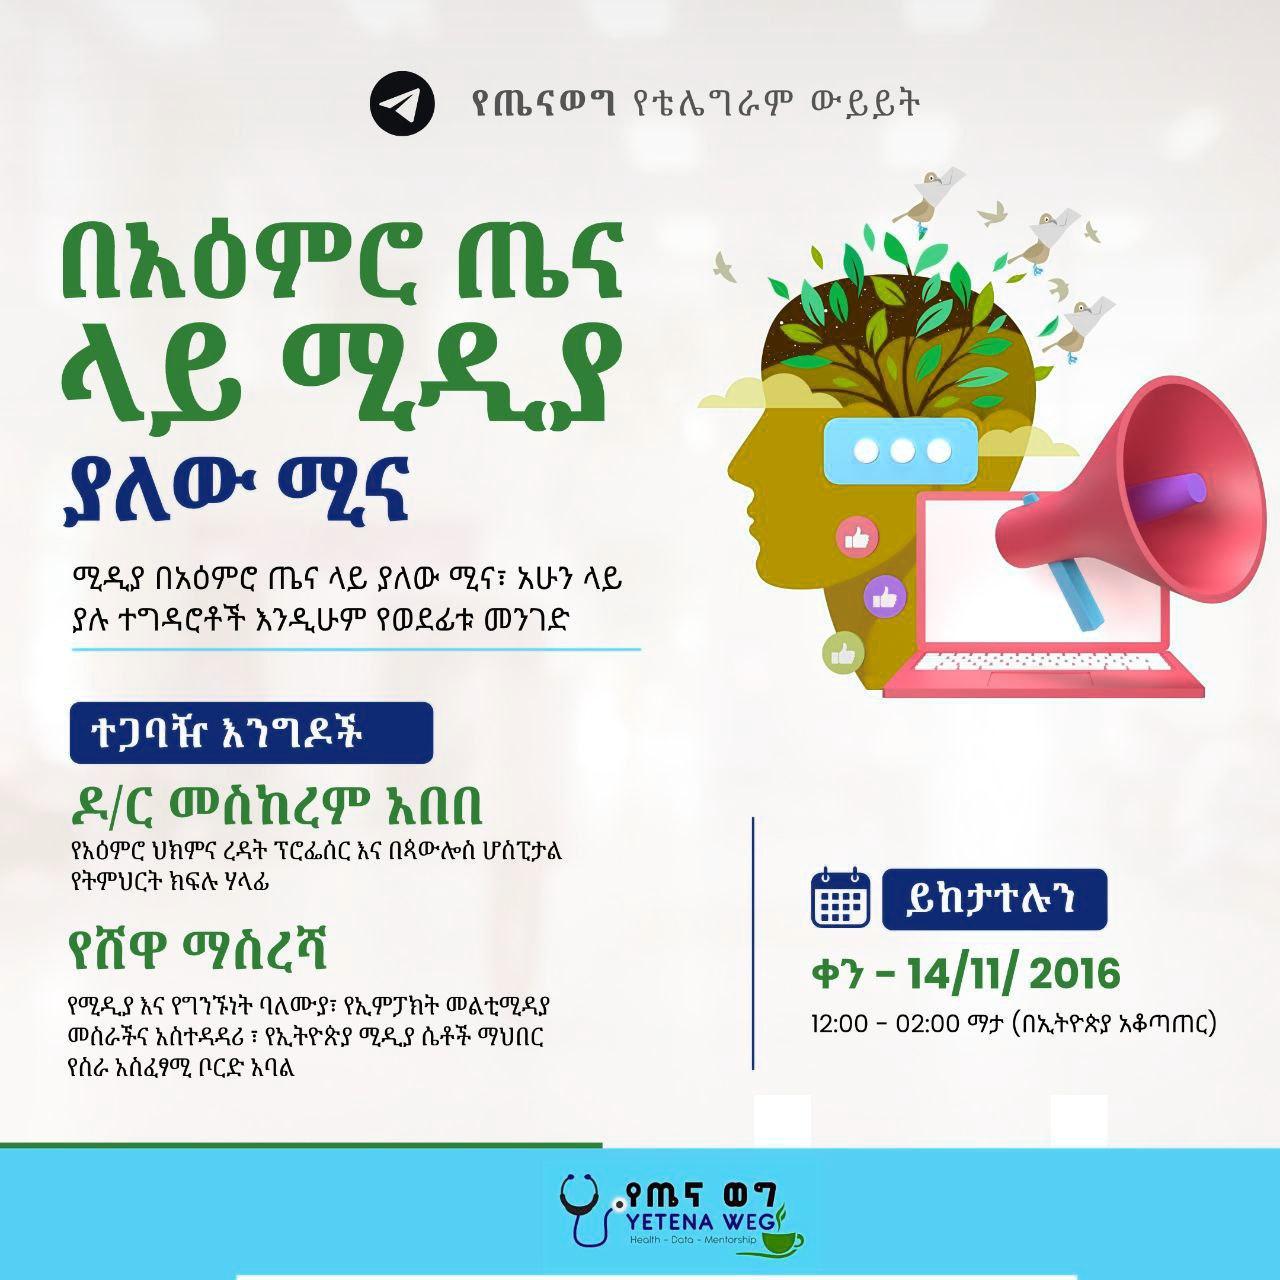 የጤናወግ የቴሌግራም ውይይት
በአዕምሮ ጤና
ላይ ሚዲያ
ያለው ሚና
ሚዲያ በአዕምሮ ጤና ላይ ያለው ሚና፣ አሁን ላይ
ያሉ ተግዳሮቶች እንዲሁም የወደፊቱ መንገድ
ተጋባዥ እንግዶች
ዶ/ር መስከረም አበበ
የአዕምሮ ህክምና ረዳት ፕሮፌሰር እና በጳውሎስ ሆስፒታል
የትምህርት ክፍሉ ሃላፊ
የሸዋ ማስረሻ
የሚዲያ እና የግንኙነት ባለሙያ፣ የኢምፓክት መልቲሚዳያ
መስራችና አስተዳዳሪ ፣ የኢትዮጵያ ሚዲያ ሴቶች ማህበር
የስራ አስፈፃሚ ቦርድ አባል
ይከታተሉን
ቀን - 14/11/ 2016
12:00 - 02:00 ማታ (በኢትዮጵያ አቆጣጠር)
የጤና ወግ
YETENA WEG
Health - Data - Mentorship